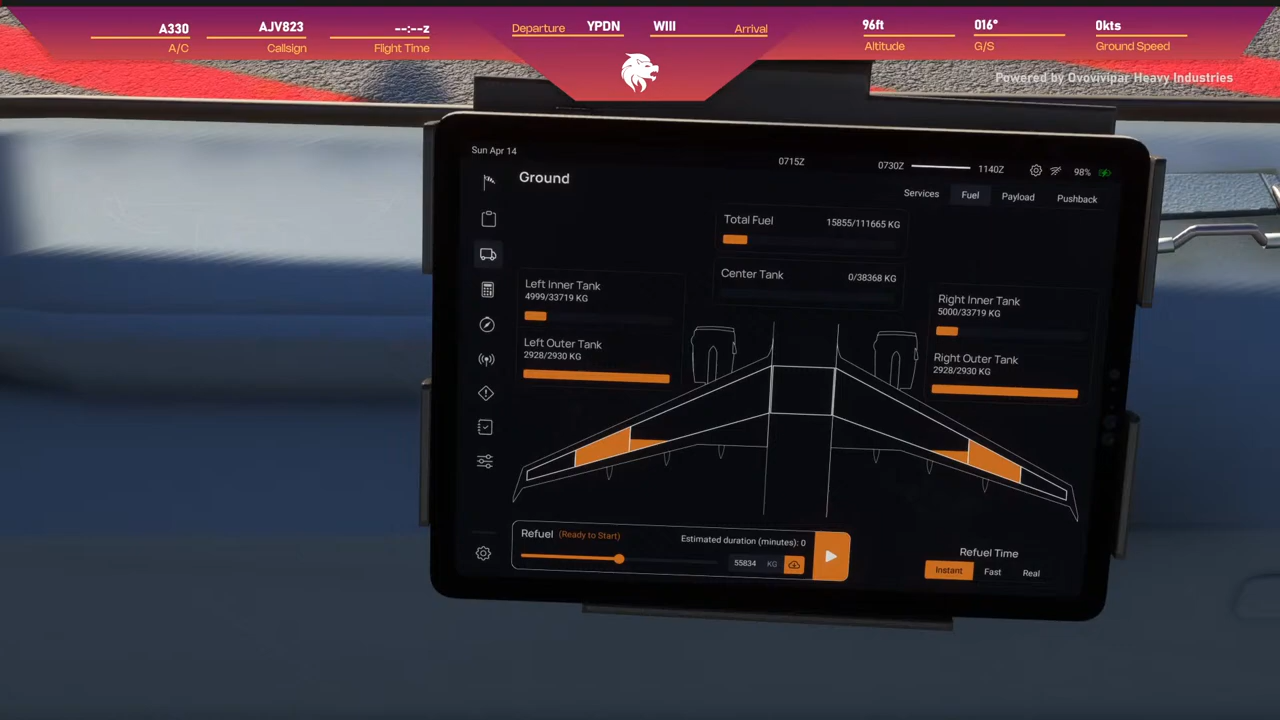 A330
A/C
AJV823
Callsign
--:--z
Flight Time
Departure
YPDN
WIII
Arrival
96ft
Altitude
016°
G/S
0kts
Ground Speed
Powered by Ovovivipar Heavy Industries
Sun Apr 14
0715Z
0730Z
1140Z
98%
Ground
Services
Fuel
Payload
Pushback
Total Fuel
15855/111665 KG
Center Tank
0/38368 KG
Left Inner Tank
4999/33719 KG
Left Outer Tank
2928/2930 KG
Right Inner Tank
5000/33719 KG
Right Outer Tank
2928/2930 KG
Refuel (Ready to Start)
Estimated duration (minutes): 0
55834 KG
Refuel Time
Instant
Fast
Real